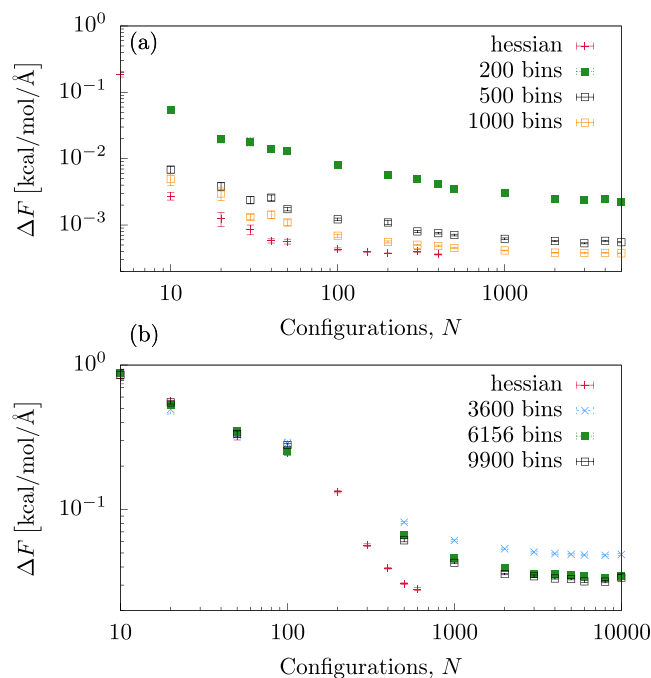 (a)
hessian
200 bins
500 bins
1000 bins
10⁰
10⁻¹
10⁻²
10⁻³
ΔF [kcal/mol/Å]
10 100 1000
Configurations, N
(b)
hessian
3600 bins
6156 bins
9900 bins
10⁰
10⁻¹
ΔF [kcal/mol/Å]
10 100 1000 10000
Configurations, N